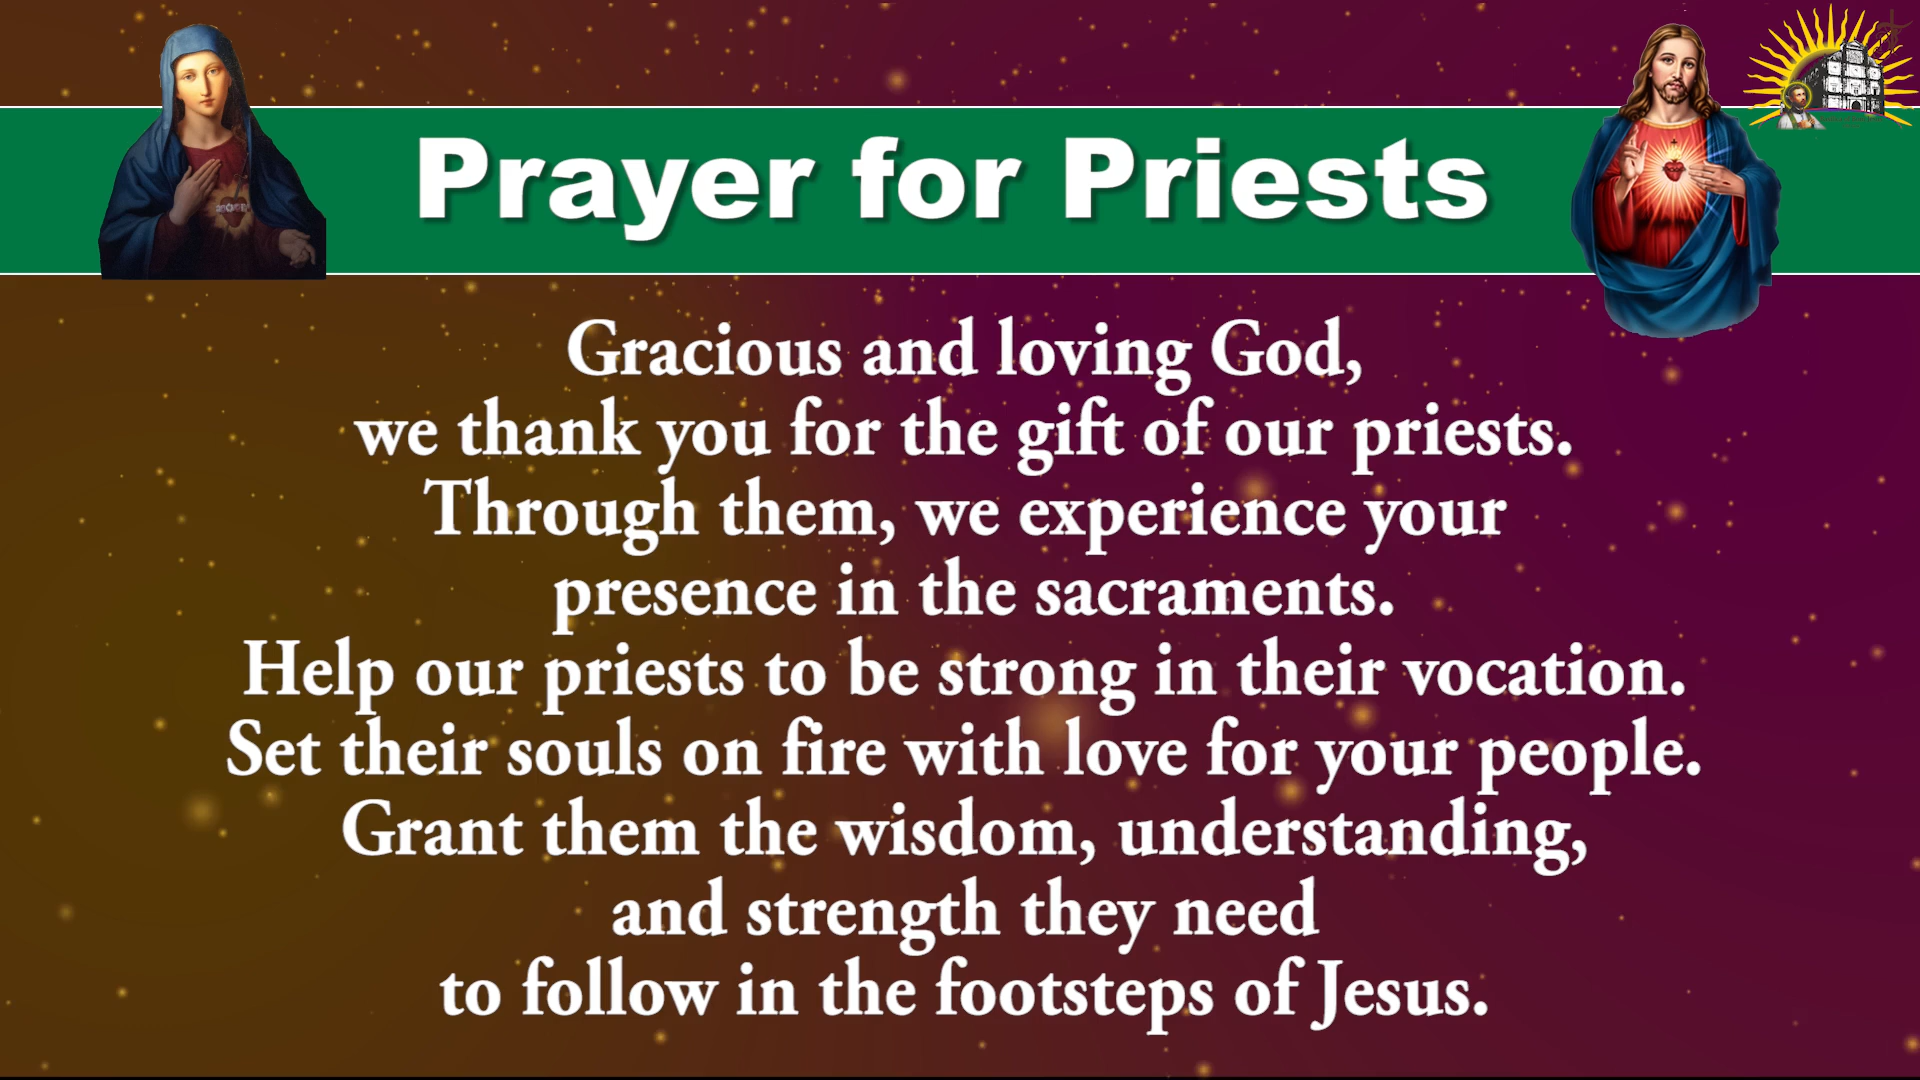 Prayer for Priests
Gracious and loving God,
we thank you for the gift of our priests.
Through them, we experience your
presence in the sacraments.
Help our priests to be strong in their vocation.
Set their souls on fire with love for your people.
Grant them the wisdom, understanding,
and strength they need
to follow in the footsteps of Jesus.